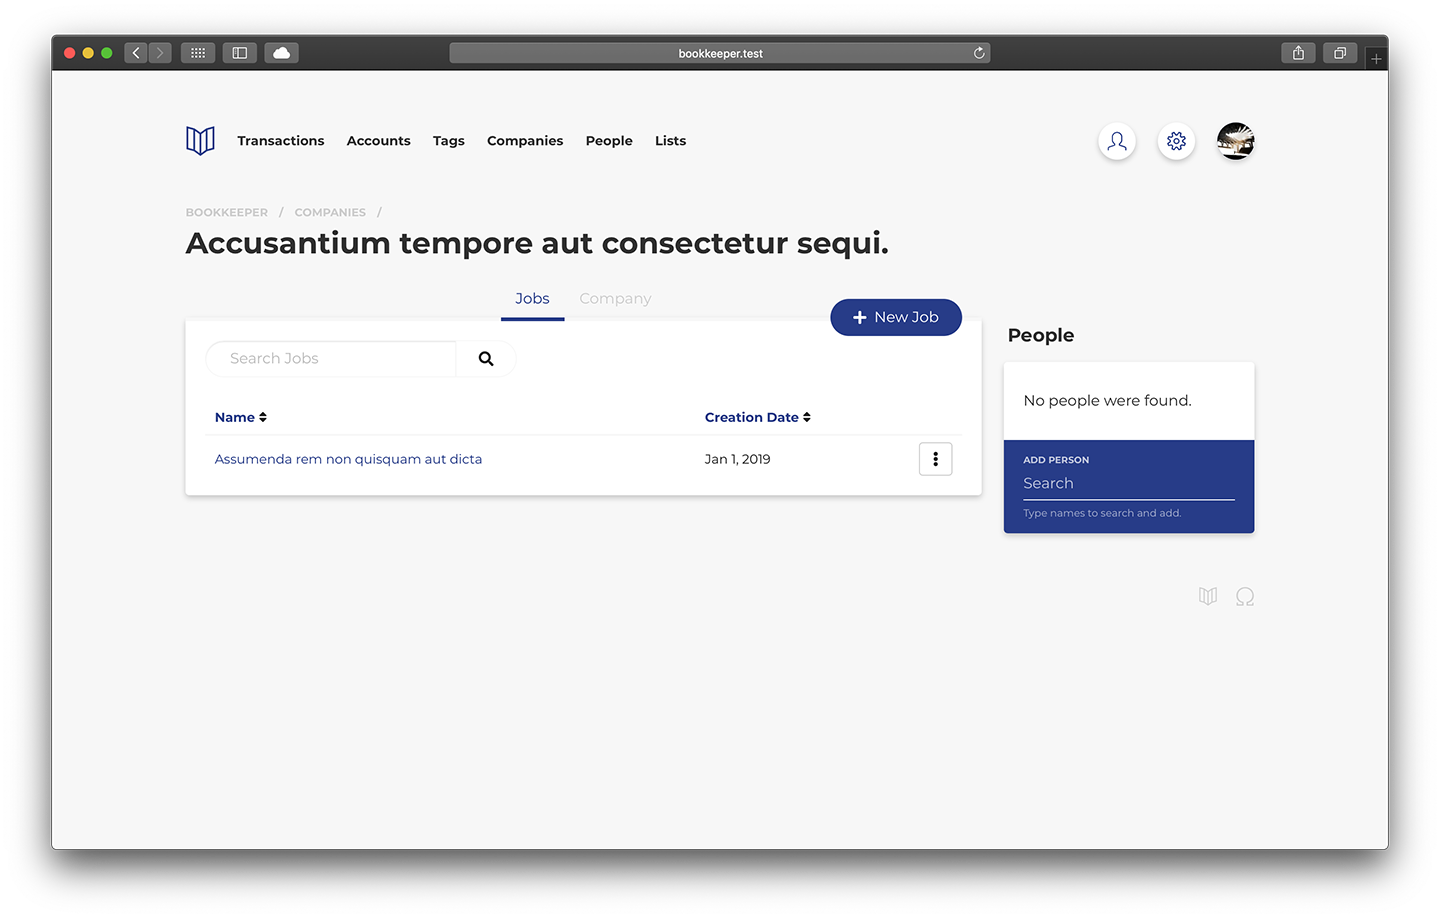 bookkeeper.test
Transactions Accounts Tags Companies People Lists
BOOKKEEPER / COMPANIES /
Accusantium tempore aut consectetur sequi.
Jobs Company
New Job
Search Jobs
Name Creation Date
Assumenda rem non quisquam aut dicta Jan 1, 2019
People
No people were found.
ADD PERSON
Search
Type names to search and add.